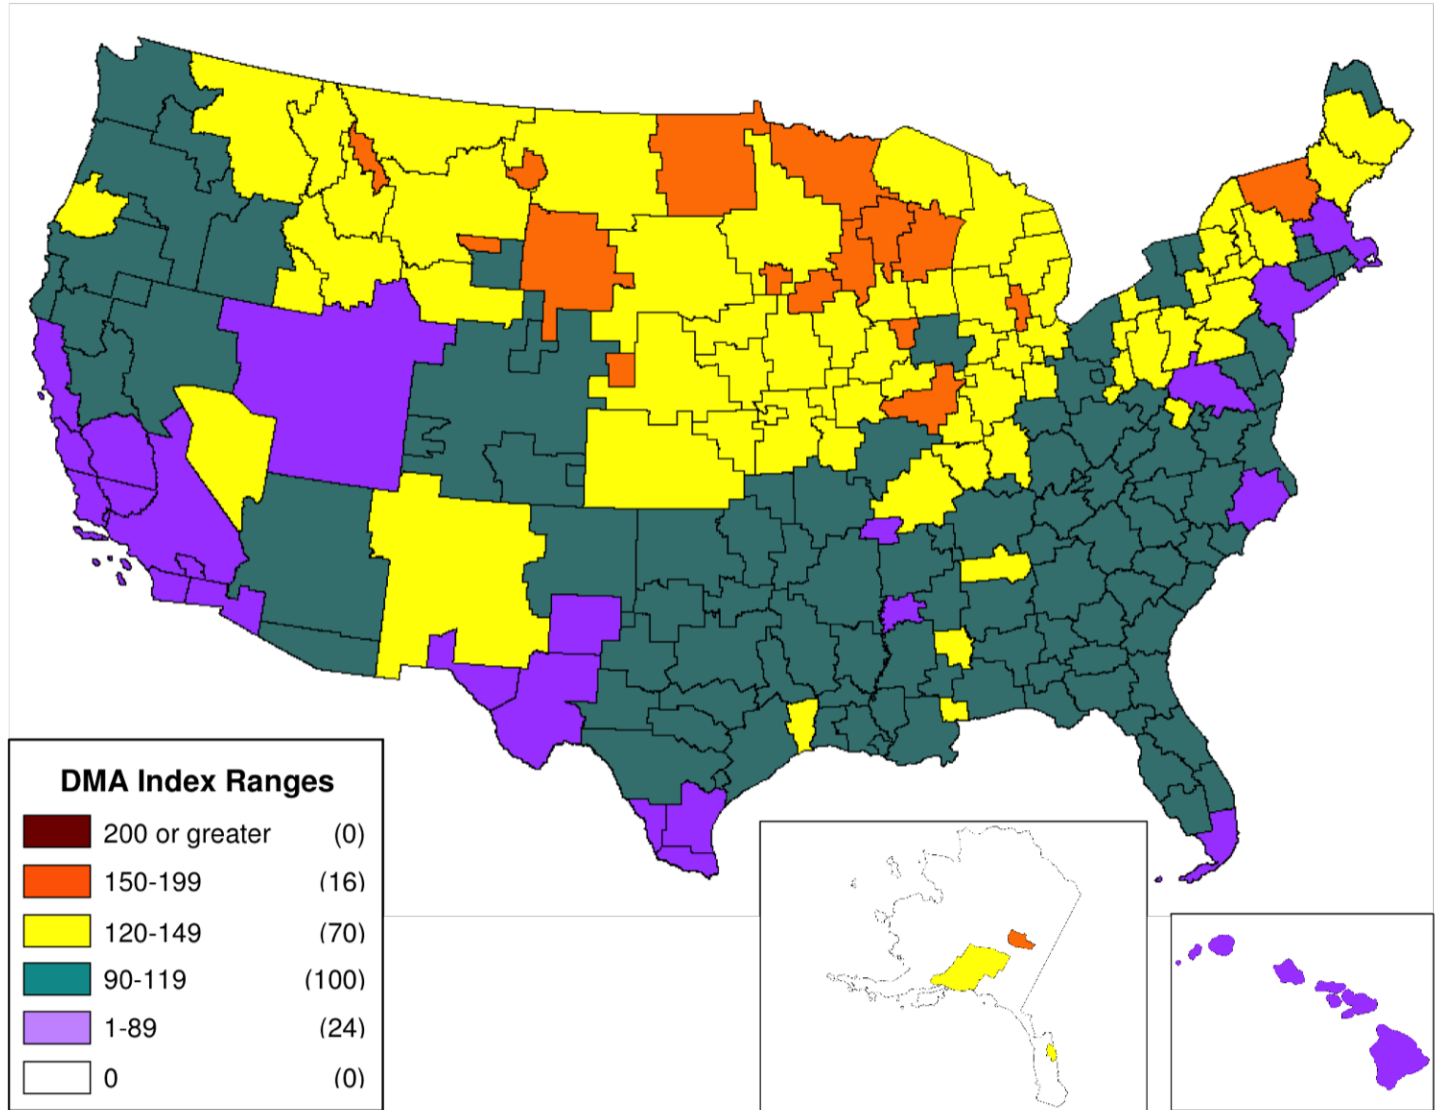 DMA Index Ranges
200 or greater (0)
150-199 (16)
120-149 (70)
90-119 (100)
1-89 (24)
0 (0)